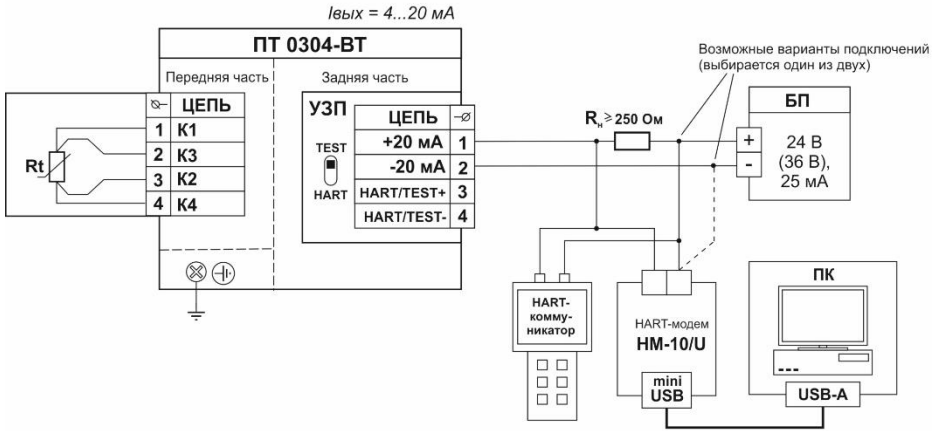 Iвых = 4...20 мА
ПТ 0304-ВТ
Передняя часть
Задняя часть
ЦЕПЬ
1 К1
2 К3
3 К2
4 К4
Rt
УЗП
TEST
HART
ЦЕПЬ
+20 мА 1
-20 мА 2
HART/TEST+ 3
HART/TEST- 4
Rн ≥ 250 Ом
Возможные варианты подключений
(выбирается один из двух)
БП
+
-
24 В
(36 В),
25 мА
HART-
комму-
никатор
HART-модем
HM-10/U
mini
USB
ПК
USB-A